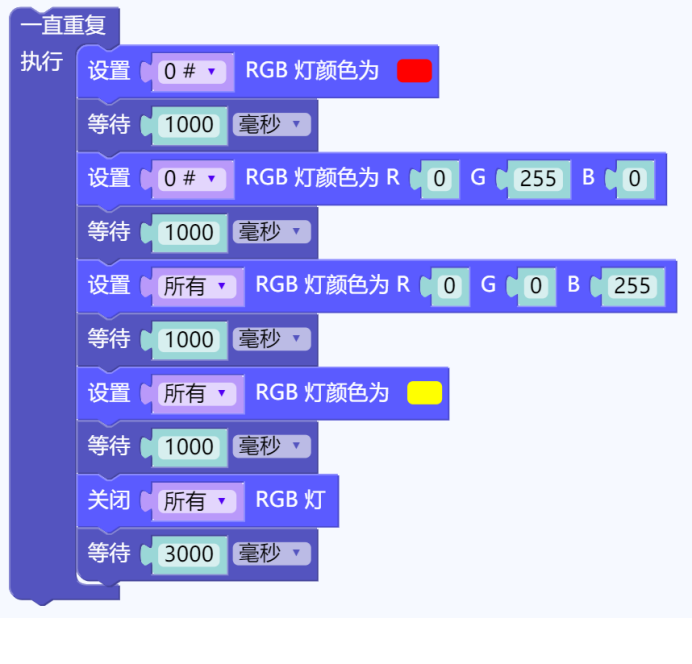 一直重复
执行
设置 0 # RGB 灯颜色为
等待 1000 毫秒
设置 0 # RGB 灯颜色为 R 0 G 255 B 0
等待 1000 毫秒
设置 所有 RGB 灯颜色为 R 0 G 0 B 255
等待 1000 毫秒
设置 所有 RGB 灯颜色为
等待 1000 毫秒
关闭 所有 RGB 灯
等待 3000 毫秒